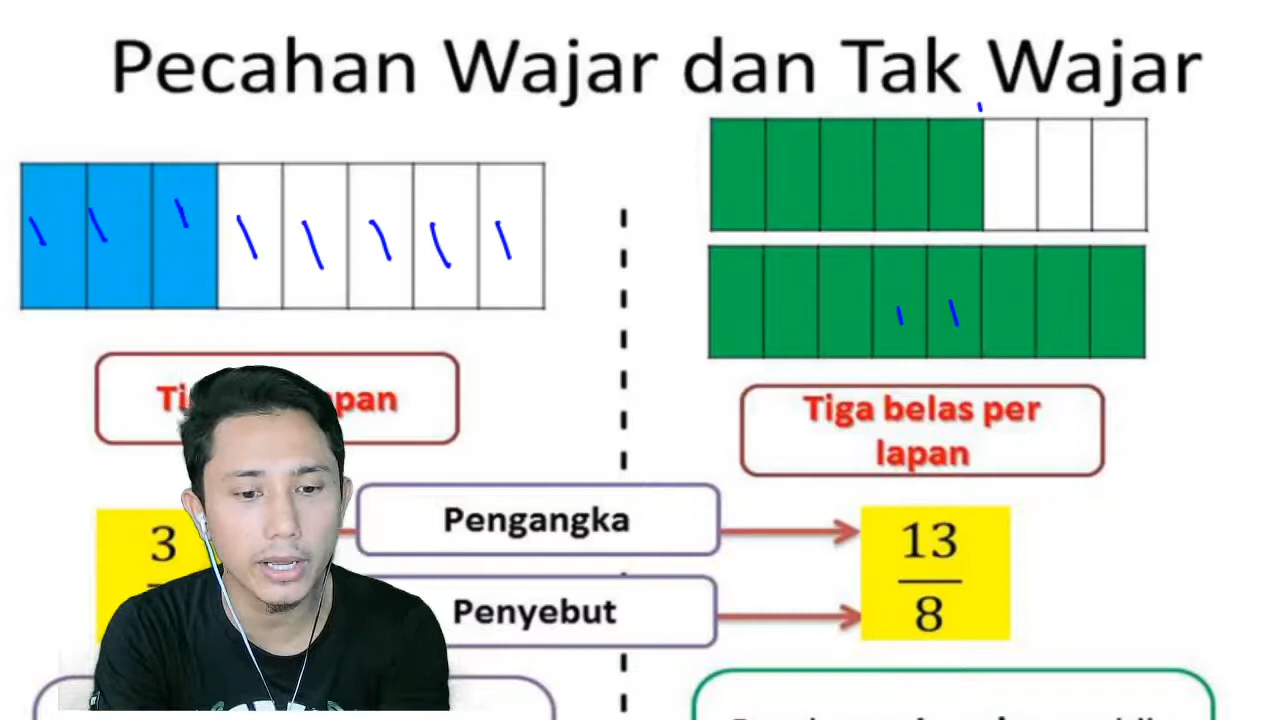 Pecahan Wajar dan Tak Wajar
Tiga belas per
lapan
Pengangka
Penyebut
3
13
8